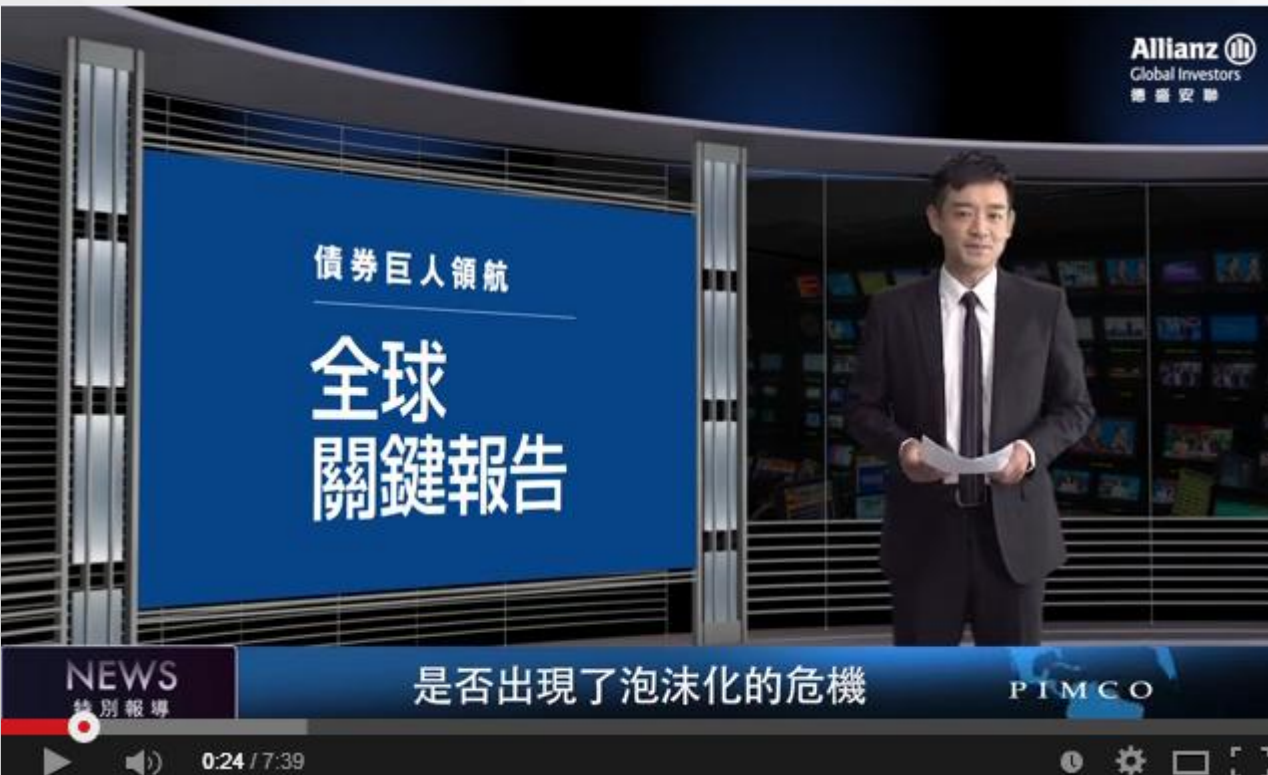 Allianz
Global Investors
德盛安聯
債券巨人領航
全球
關鍵報告
NEWS
特別報導
是否出現了泡沫化的危機
PIMCO
0:24 / 7:39